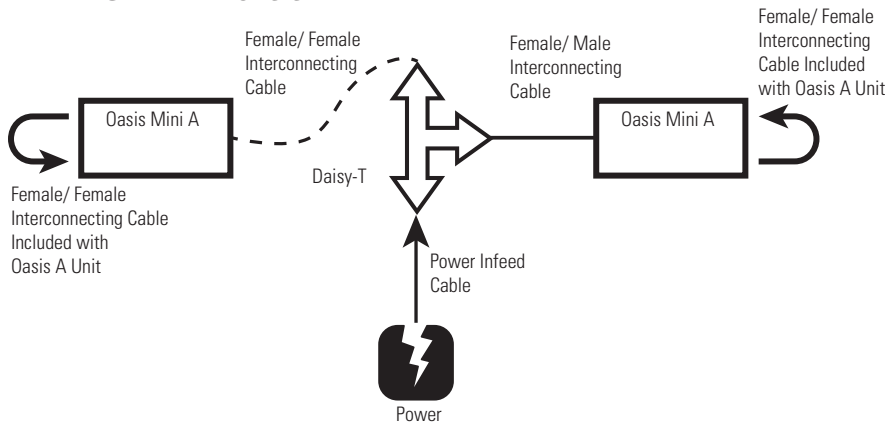 Female/ Female
Interconnecting
Cable
Female/ Male
Interconnecting
Cable
Female/ Female
Interconnecting
Cable Included
with Oasis A Unit
Oasis Mini A
Oasis Mini A
Daisy-T
Female/ Female
Interconnecting Cable
Included with
Oasis A Unit
Power Infeed
Cable
Power